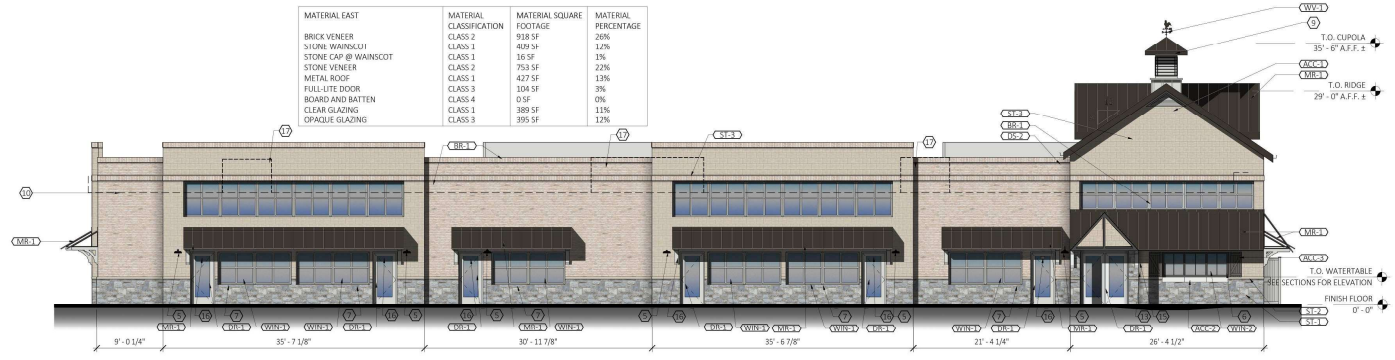 MATERIAL EAST MATERIAL CLASSIFICATION MATERIAL SQUARE FOOTAGE MATERIAL PERCENTAGE
BRICK VENEER CLASS 2 918 SF 26%
STONE WAINSCOT CLASS 1 409 SF 12%
STONE CAP @ WAINSCOT CLASS 1 16 SF 1%
STONE VENEER CLASS 2 753 SF 22%
METAL ROOF CLASS 1 427 SF 13%
FULL-LITE DOOR CLASS 3 104 SF 3%
BOARD AND BATTEN CLASS 4 0 SF 0%
CLEAR GLAZING CLASS 1 389 SF 11%
OPAQUE GLAZING CLASS 3 395 SF 12%
WV-1
9
T.O. CUPOLA
35' - 6" A.F.F. ±
ACC-1
MR-1
T.O. RIDGE
29' - 0" A.F.F. ±
ST-3
BR-1
DS-2
17
BR-1
17
ST-3
17
10
MR-1
MR-1
ACC-3
T.O. WATERTABLE
SEE SECTIONS FOR ELEVATION
FINISH FLOOR
0' - 0"
ST-2
ST-1
16 7 7 16 5 16 5 7 5 16 7 16 5 7 16 5 13 15 6
MR-1 DR-1 WIN-1 WIN-1 DR-1 DR-1 MR-1 WIN-1 DR-1 WIN-1 MR-1 WIN-1 DR-1 WIN-1 DR-1 MR-1 DR-1 ACC-2 WIN-2
9' - 0 1/4" 35' - 7 1/8" 30' - 11 7/8" 35' - 6 7/8" 21' - 4 1/4" 26' - 4 1/2"